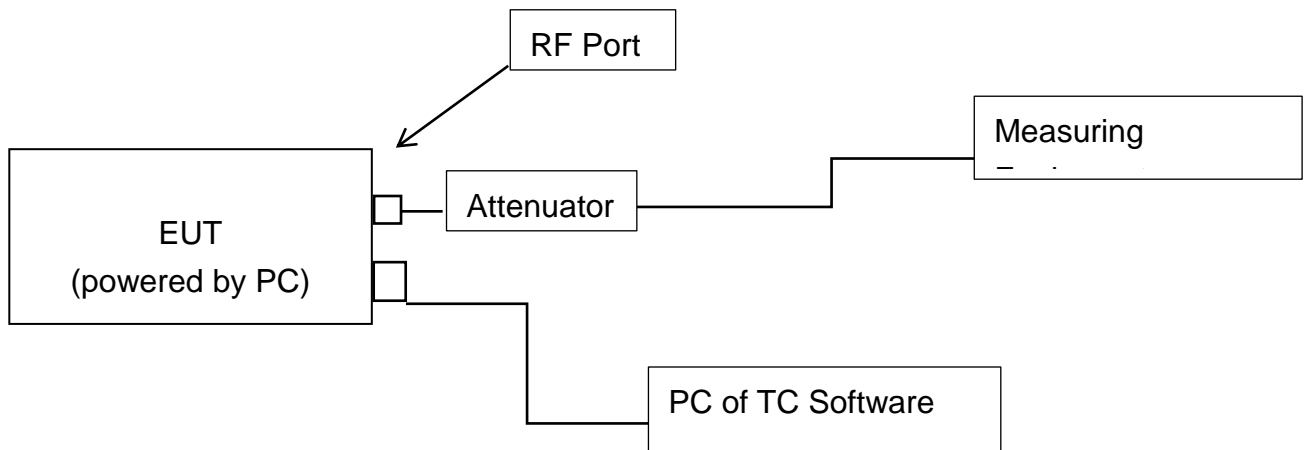 RF Port
Measuring
EUT
(powered by PC)
Attenuator
PC of TC Software